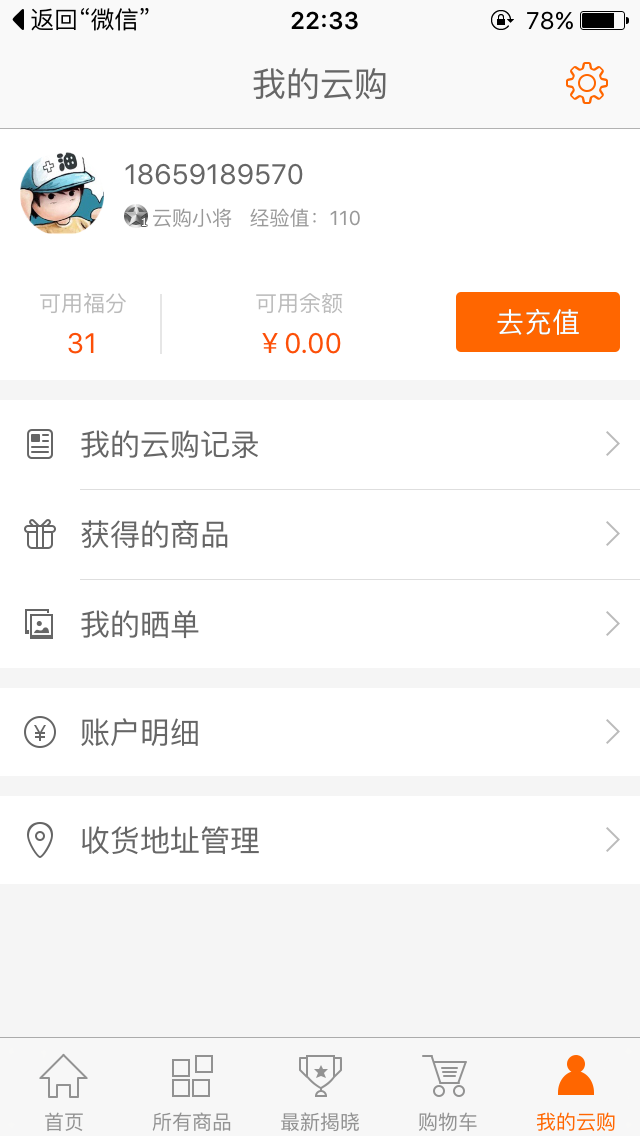 返回“微信”
22:33
78%
我的云购
油
18659189570
1 云购小将 经验值：110
可用福分
31
可用余额
￥0.00
去充值
我的云购记录
获得的商品
我的晒单
¥ 账户明细
收货地址管理
首页
所有商品
最新揭晓
购物车
我的云购